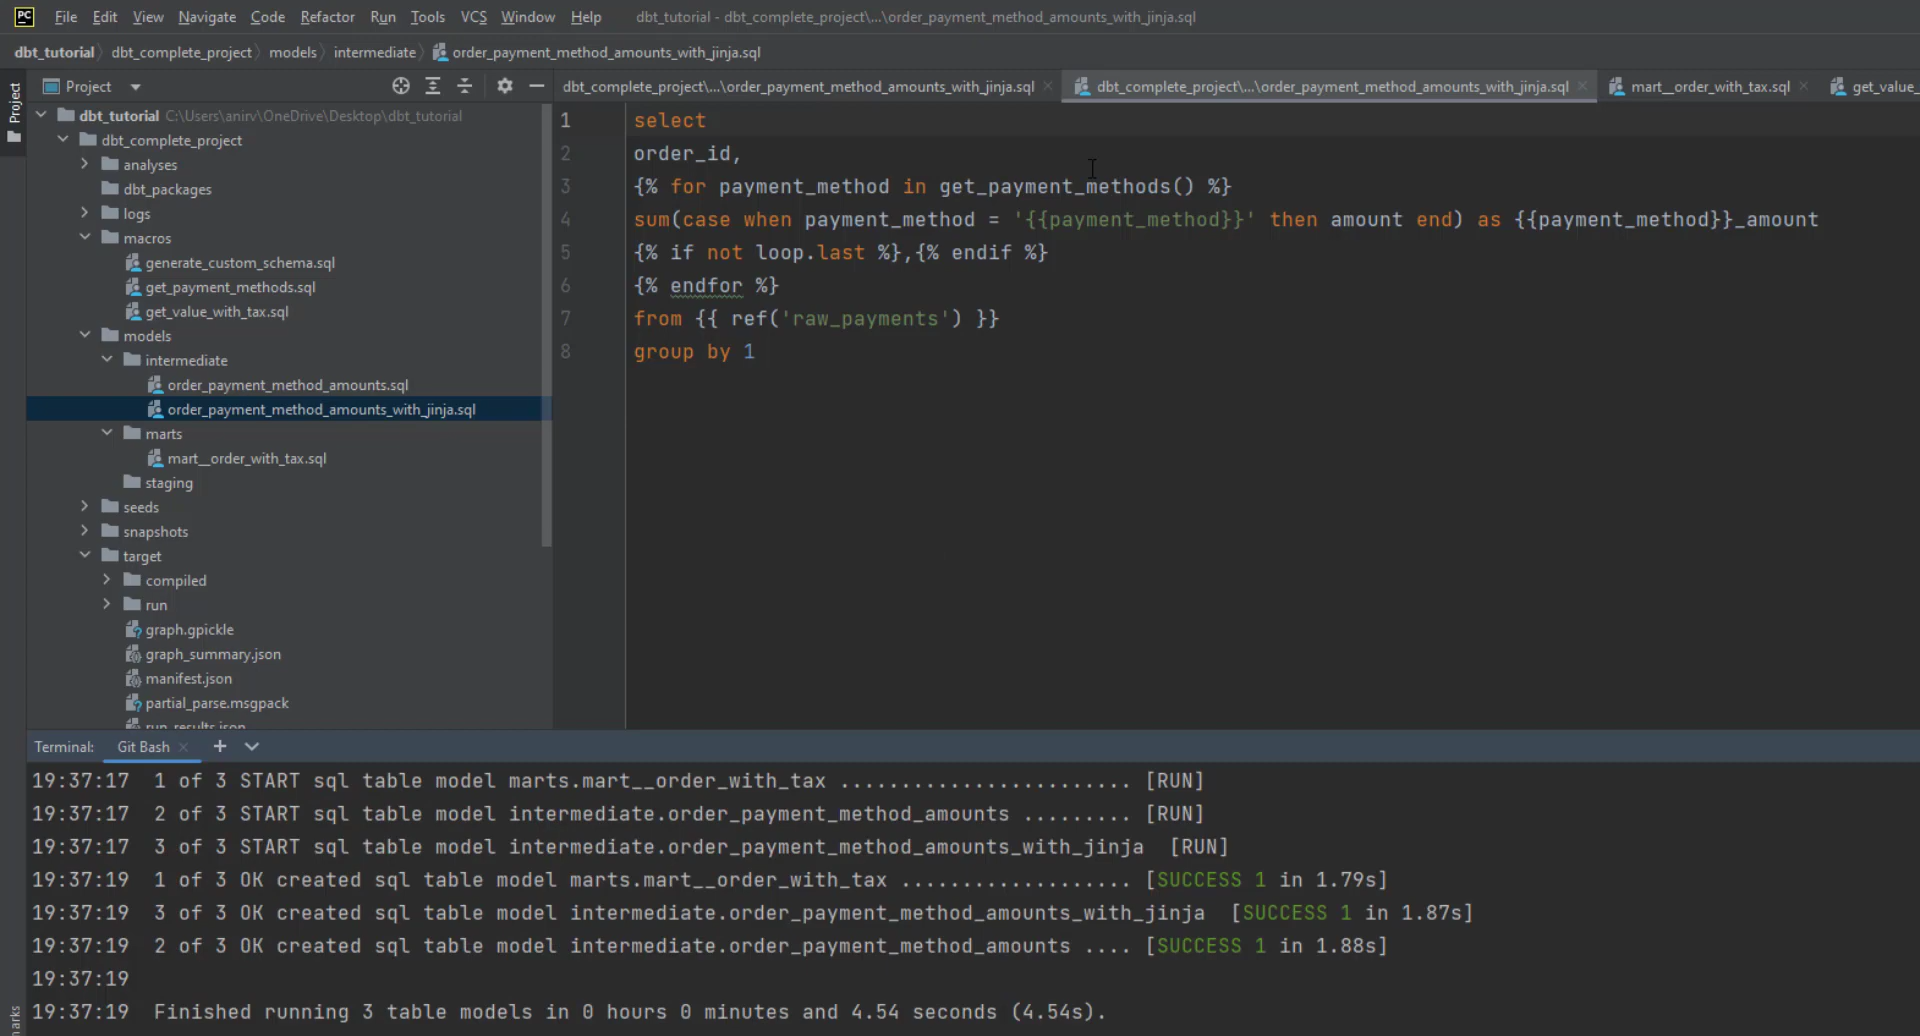 PC File Edit View Navigate Code Refactor Run Tools VCS Window Help dbt_tutorial - dbt_complete_project\...\order_payment_method_amounts_with_jinja.sql
dbt_tutorial dbt_complete_project models intermediate order_payment_method_amounts_with_jinja.sql
Project
Project
dbt_complete_project\...\order_payment_method_amounts_with_jinja.sql
dbt_complete_project\...\order_payment_method_amounts_with_jinja.sql
mart__order_with_tax.sql
get_value_
dbt_tutorial C:\Users\anirv\OneDrive\Desktop\dbt_tutorial
dbt_complete_project
analyses
dbt_packages
logs
macros
generate_custom_schema.sql
get_payment_methods.sql
get_value_with_tax.sql
models
intermediate
order_payment_method_amounts.sql
order_payment_method_amounts_with_jinja.sql
marts
mart__order_with_tax.sql
staging
seeds
snapshots
target
compiled
run
graph.gpickle
graph_summary.json
manifest.json
partial_parse.msgpack
run_results.json
1 select
2 order_id,
3 {% for payment_method in get_payment_methods() %}
4 sum(case when payment_method = '{{payment_method}}' then amount end) as {{payment_method}}_amount
5 {% if not loop.last %},{% endif %}
6 {% endfor %}
7 from {{ ref('raw_payments') }}
8 group by 1
Terminal: Git Bash
19:37:17 1 of 3 START sql table model marts.mart__order_with_tax ........................ [RUN]
19:37:17 2 of 3 START sql table model intermediate.order_payment_method_amounts ......... [RUN]
19:37:17 3 of 3 START sql table model intermediate.order_payment_method_amounts_with_jinja [RUN]
19:37:19 1 of 3 OK created sql table model marts.mart__order_with_tax ................... [SUCCESS 1 in 1.79s]
19:37:19 3 of 3 OK created sql table model intermediate.order_payment_method_amounts_with_jinja [SUCCESS 1 in 1.87s]
19:37:19 2 of 3 OK created sql table model intermediate.order_payment_method_amounts .... [SUCCESS 1 in 1.88s]
19:37:19
19:37:19 Finished running 3 table models in 0 hours 0 minutes and 4.54 seconds (4.54s).